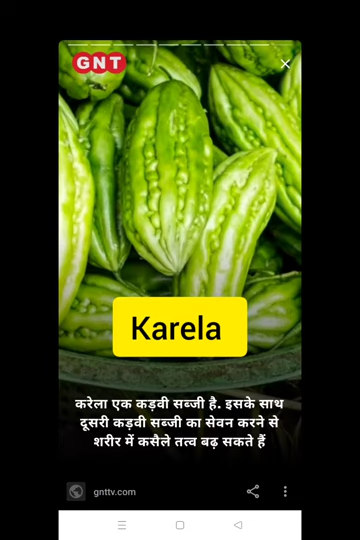 GNT
Karela
करेला एक कड़वी सब्जी है. इसके साथ
दूसरी कड़वी सब्जी का सेवन करने से
शरीर में कसैले तत्व बढ़ सकते हैं
gnttv.com